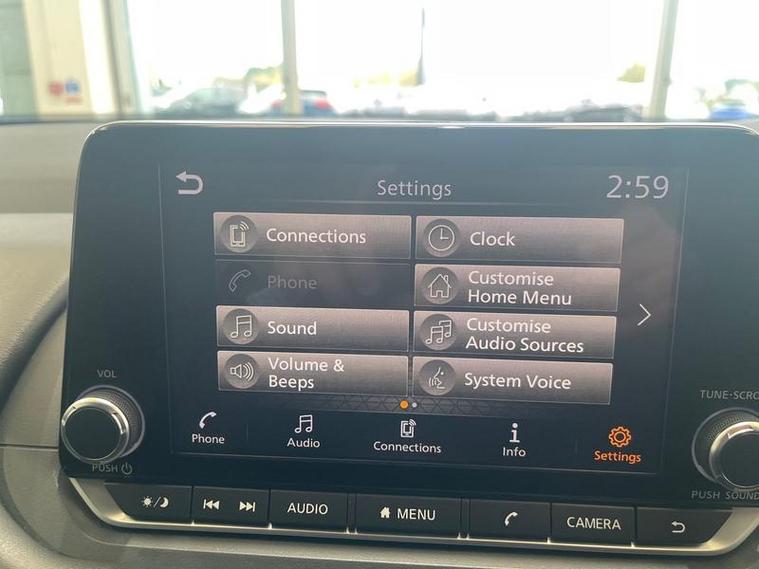 Settings
2:59
Connections
Clock
Phone
Customise
Home Menu
Sound
Customise
Audio Sources
Volume &
Beeps
System Voice
VOL
PUSH
TUNE·SCRO
PUSH SOUND
Phone
Audio
Connections
Info
Settings
AUDIO
MENU
CAMERA